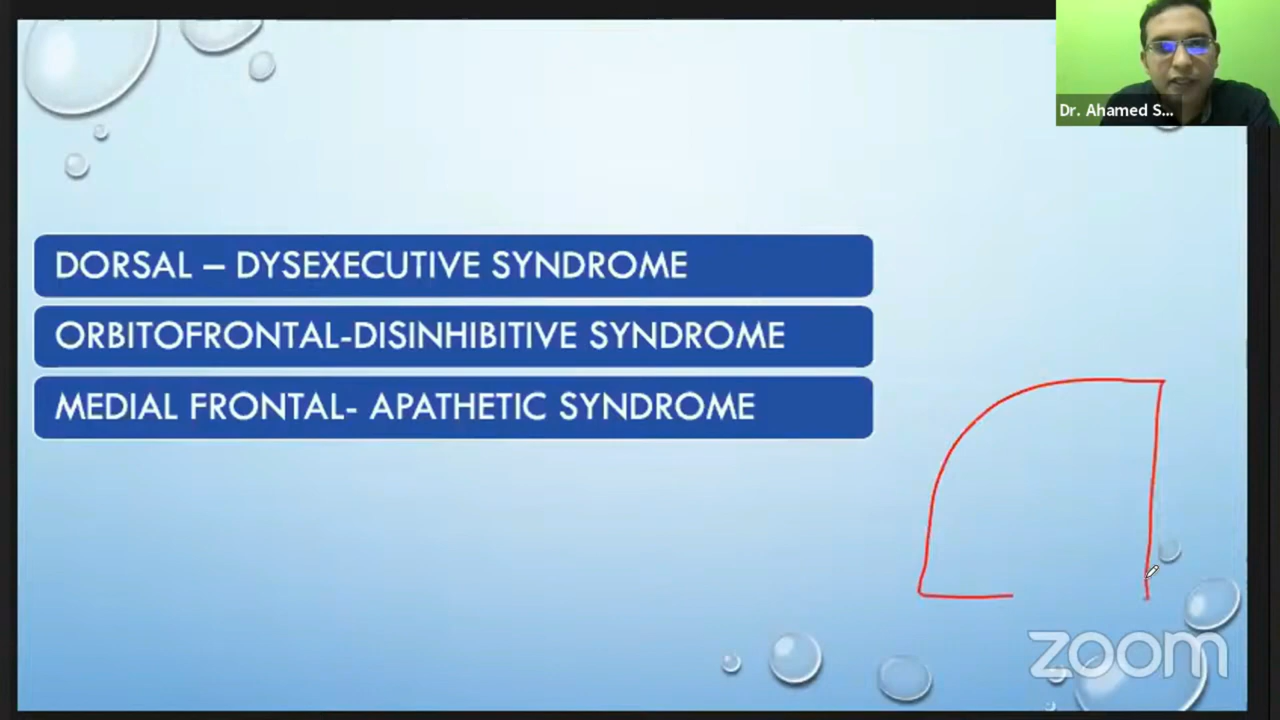 Dr. Ahamed S...
DORSAL – DYSEXECUTIVE SYNDROME
ORBITOFRONTAL-DISINHIBITIVE SYNDROME
MEDIAL FRONTAL- APATHETIC SYNDROME
zoom